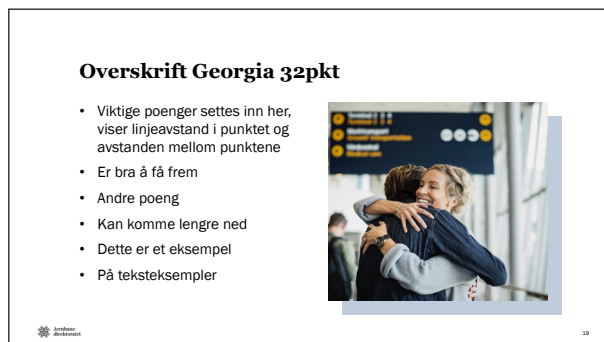 Overskrift Georgia 32pkt
• Viktige poenger settes inn her,
viser linjeavstand i punktet og
avstanden mellom punktene
• Er bra å få frem
• Andre poeng
• Kan komme lengre ned
• Dette er et eksempel
• På teksteksempler
Jernbane-
direktoratet
19